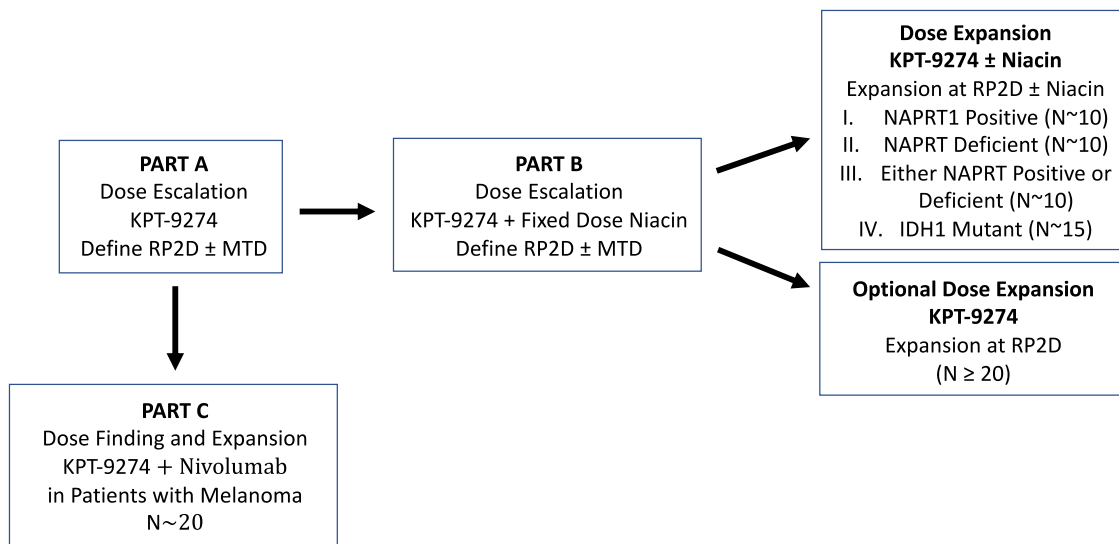 PART A
Dose Escalation
KPT-9274
Define RP2D ± MTD
PART B
Dose Escalation
KPT-9274 + Fixed Dose Niacin
Define RP2D ± MTD
Dose Expansion
KPT-9274 ± Niacin
Expansion at RP2D ± Niacin
I. NAPRT1 Positive (N~10)
II. NAPRT Deficient (N~10)
III. Either NAPRT Positive or
Deficient (N~10)
IV. IDH1 Mutant (N~15)
Optional Dose Expansion
KPT-9274
Expansion at RP2D
(N ≥ 20)
PART C
Dose Finding and Expansion
KPT-9274 + Nivolumab
in Patients with Melanoma
N~20